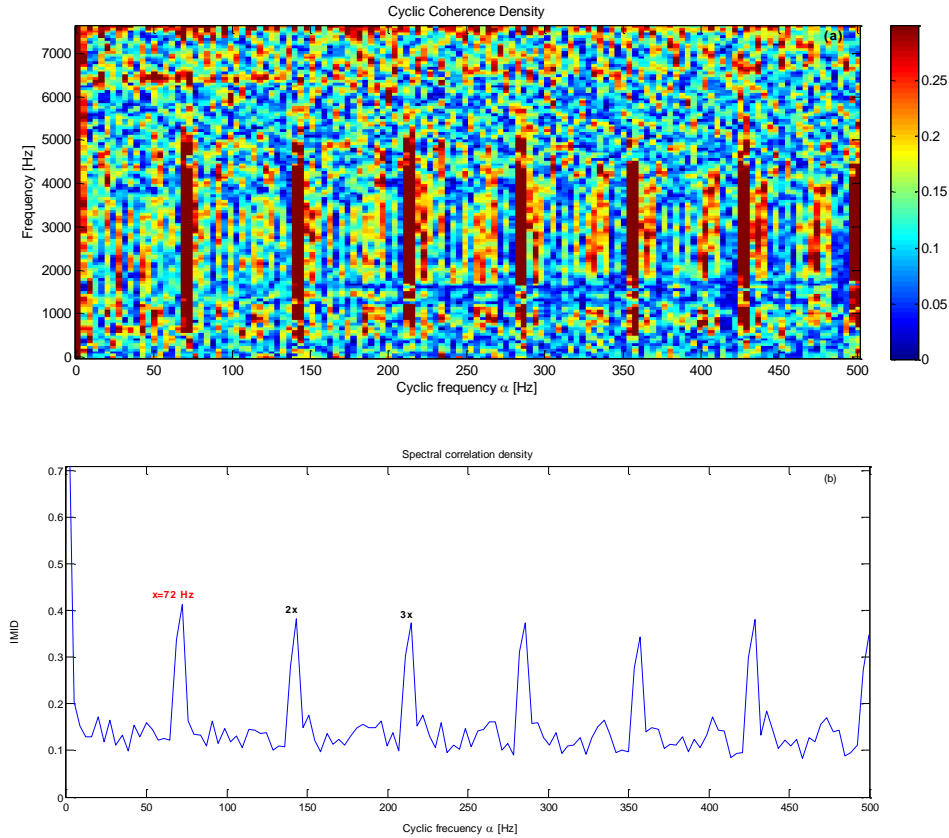 Cyclic Coherence Density
(a)
Frequency [Hz]
7000
6000
5000
4000
3000
2000
1000
0
0 50 100 150 200 250 300 350 400 450 500
Cyclic frequency α [Hz]
0.25
0.2
0.15
0.1
0.05
0
Spectral correlation density
(b)
IMID
0.7
0.6
0.5
0.4
0.3
0.2
0.1
0
x=72 Hz
2x
3x
0 50 100 150 200 250 300 350 400 450 500
Cyclic frecuency α [Hz]